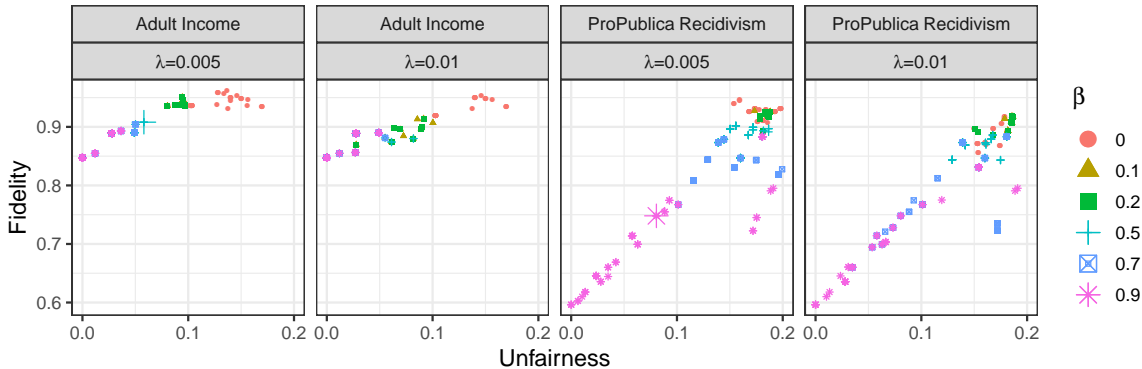 Adult Income Adult Income ProPublica Recidivism ProPublica Recidivism
λ=0.005 λ=0.01 λ=0.005 λ=0.01
Fidelity
0.9
0.8
0.7
0.6
0.0 0.1 0.2 0.0 0.1 0.2 0.0 0.1 0.2 0.0 0.1 0.2
Unfairness
β
0
0.1
0.2
0.5
0.7
0.9